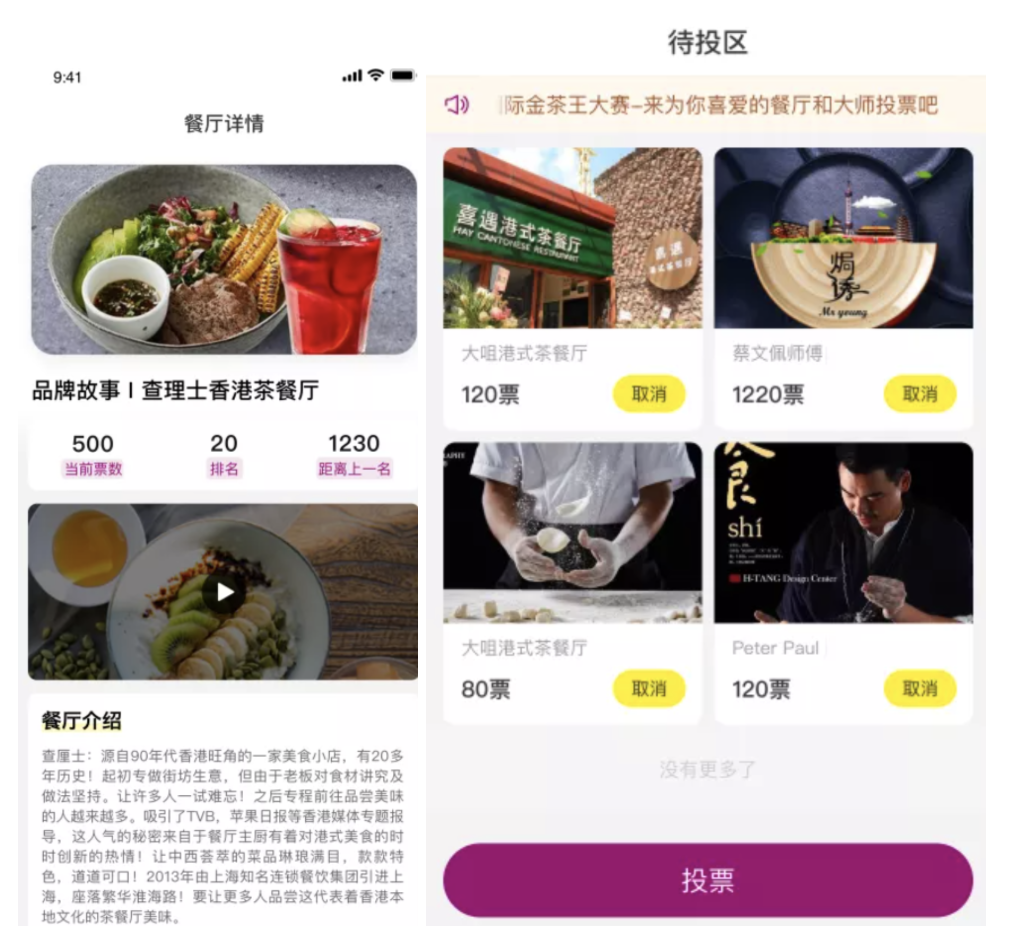 9:41
餐厅详情
品牌故事 | 查理士香港茶餐厅
500
20
1230
当前票数
排名
距离上一名
餐厅介绍
查厘士：源自90年代香港旺角的一家美食小店，有20多
年历史！起初专做街坊生意，但由于老板对食材讲究及
做法坚持。让许多人一试难忘！之后专程前往品尝美味
的人越来越多。吸引了TVB，苹果日报等香港媒体专题报
导，这人气的秘密来自于餐厅主厨有着对港式美食的时
时创新的热情！让中西荟萃的菜品琳琅满目，款款特
色，道道可口！2013年由上海知名连锁餐饮集团引进上
海，座落繁华淮海路！要让更多人品尝这代表着香港本
地文化的茶餐厅美味。
待投区
际金茶王大赛-来为你喜爱的餐厅和大师投票吧
喜遇港式茶餐厅
HAY CANTONESE RESTAURANT
喜遇
港式茶餐厅
焗誘
Mr young
大咀港式茶餐厅
120票
取消
蔡文佩师傅
1220票
取消
食
shí
H-TANG Design Center
大咀港式茶餐厅
80票
取消
Peter Paul
120票
取消
没有更多了
投票